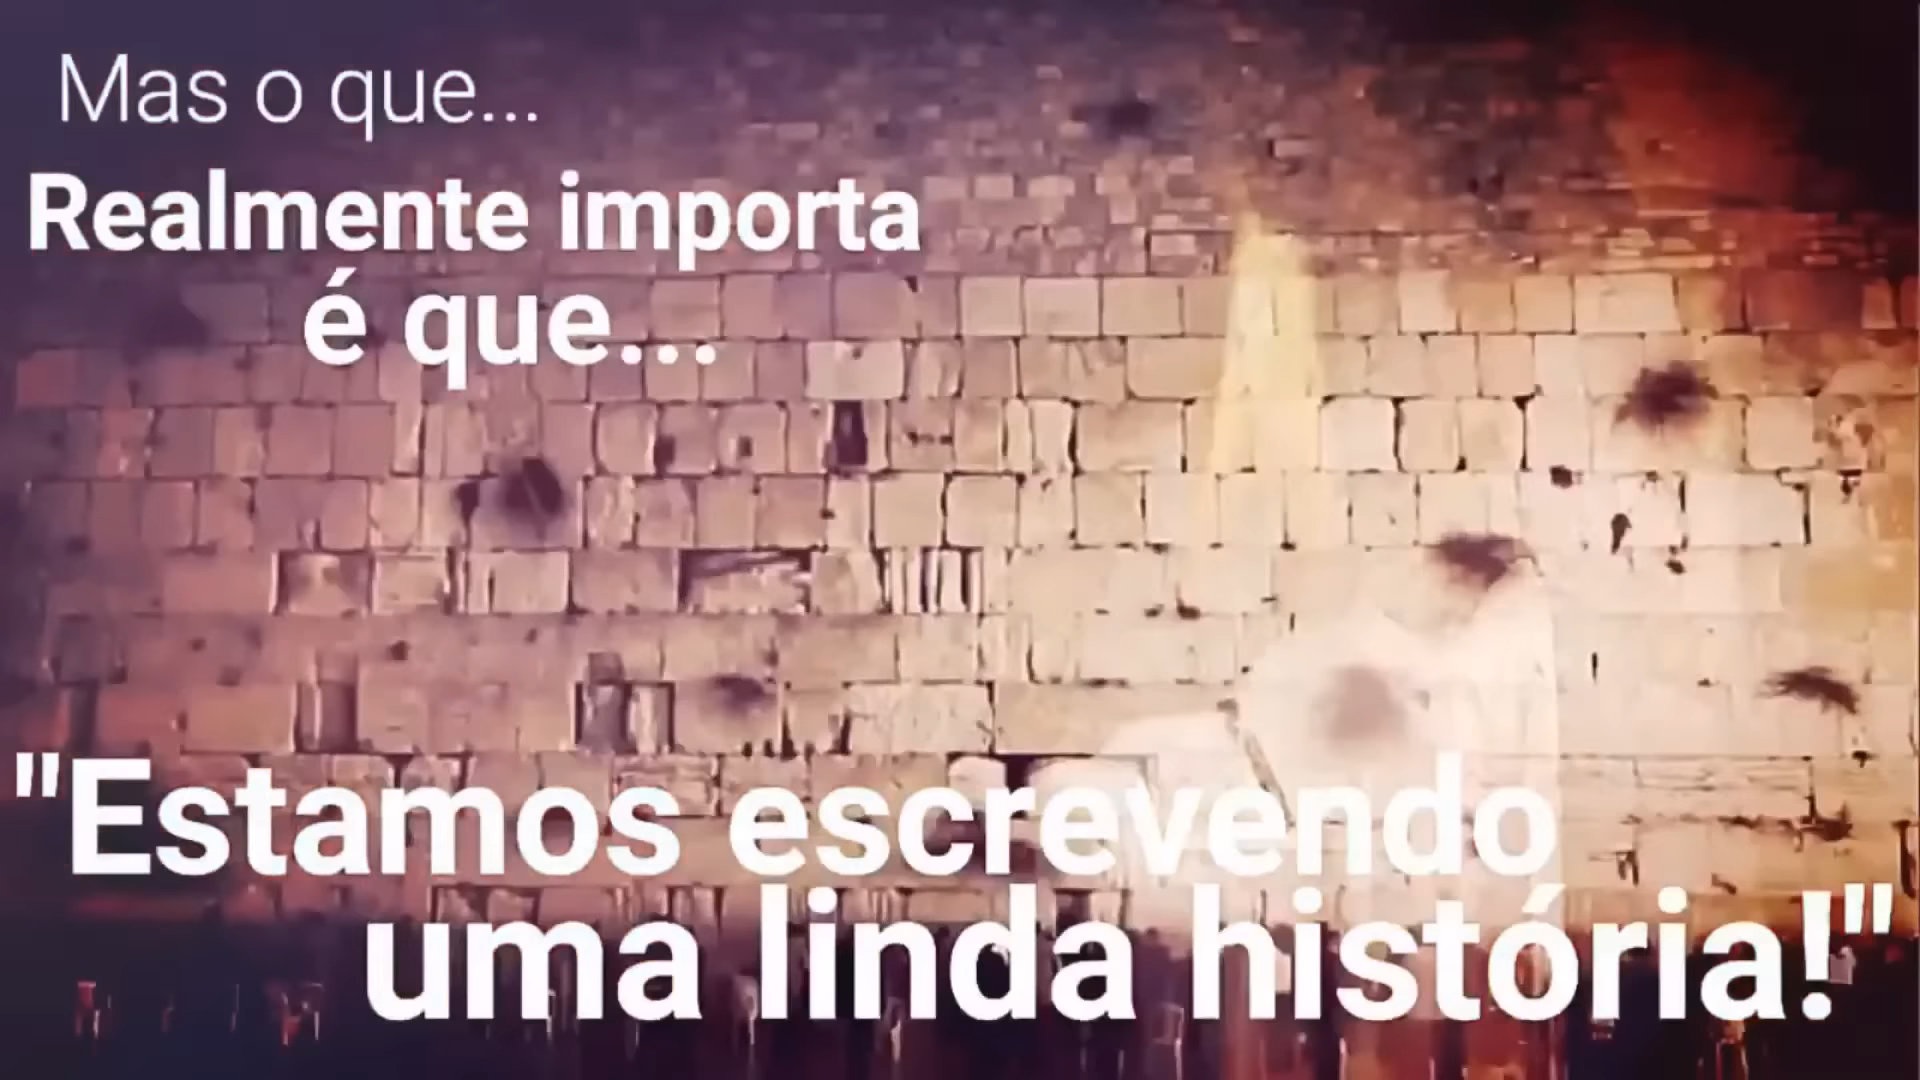 Mas o que...
Realmente importa
é que...
"Estamos escrevendo
uma linda história!"